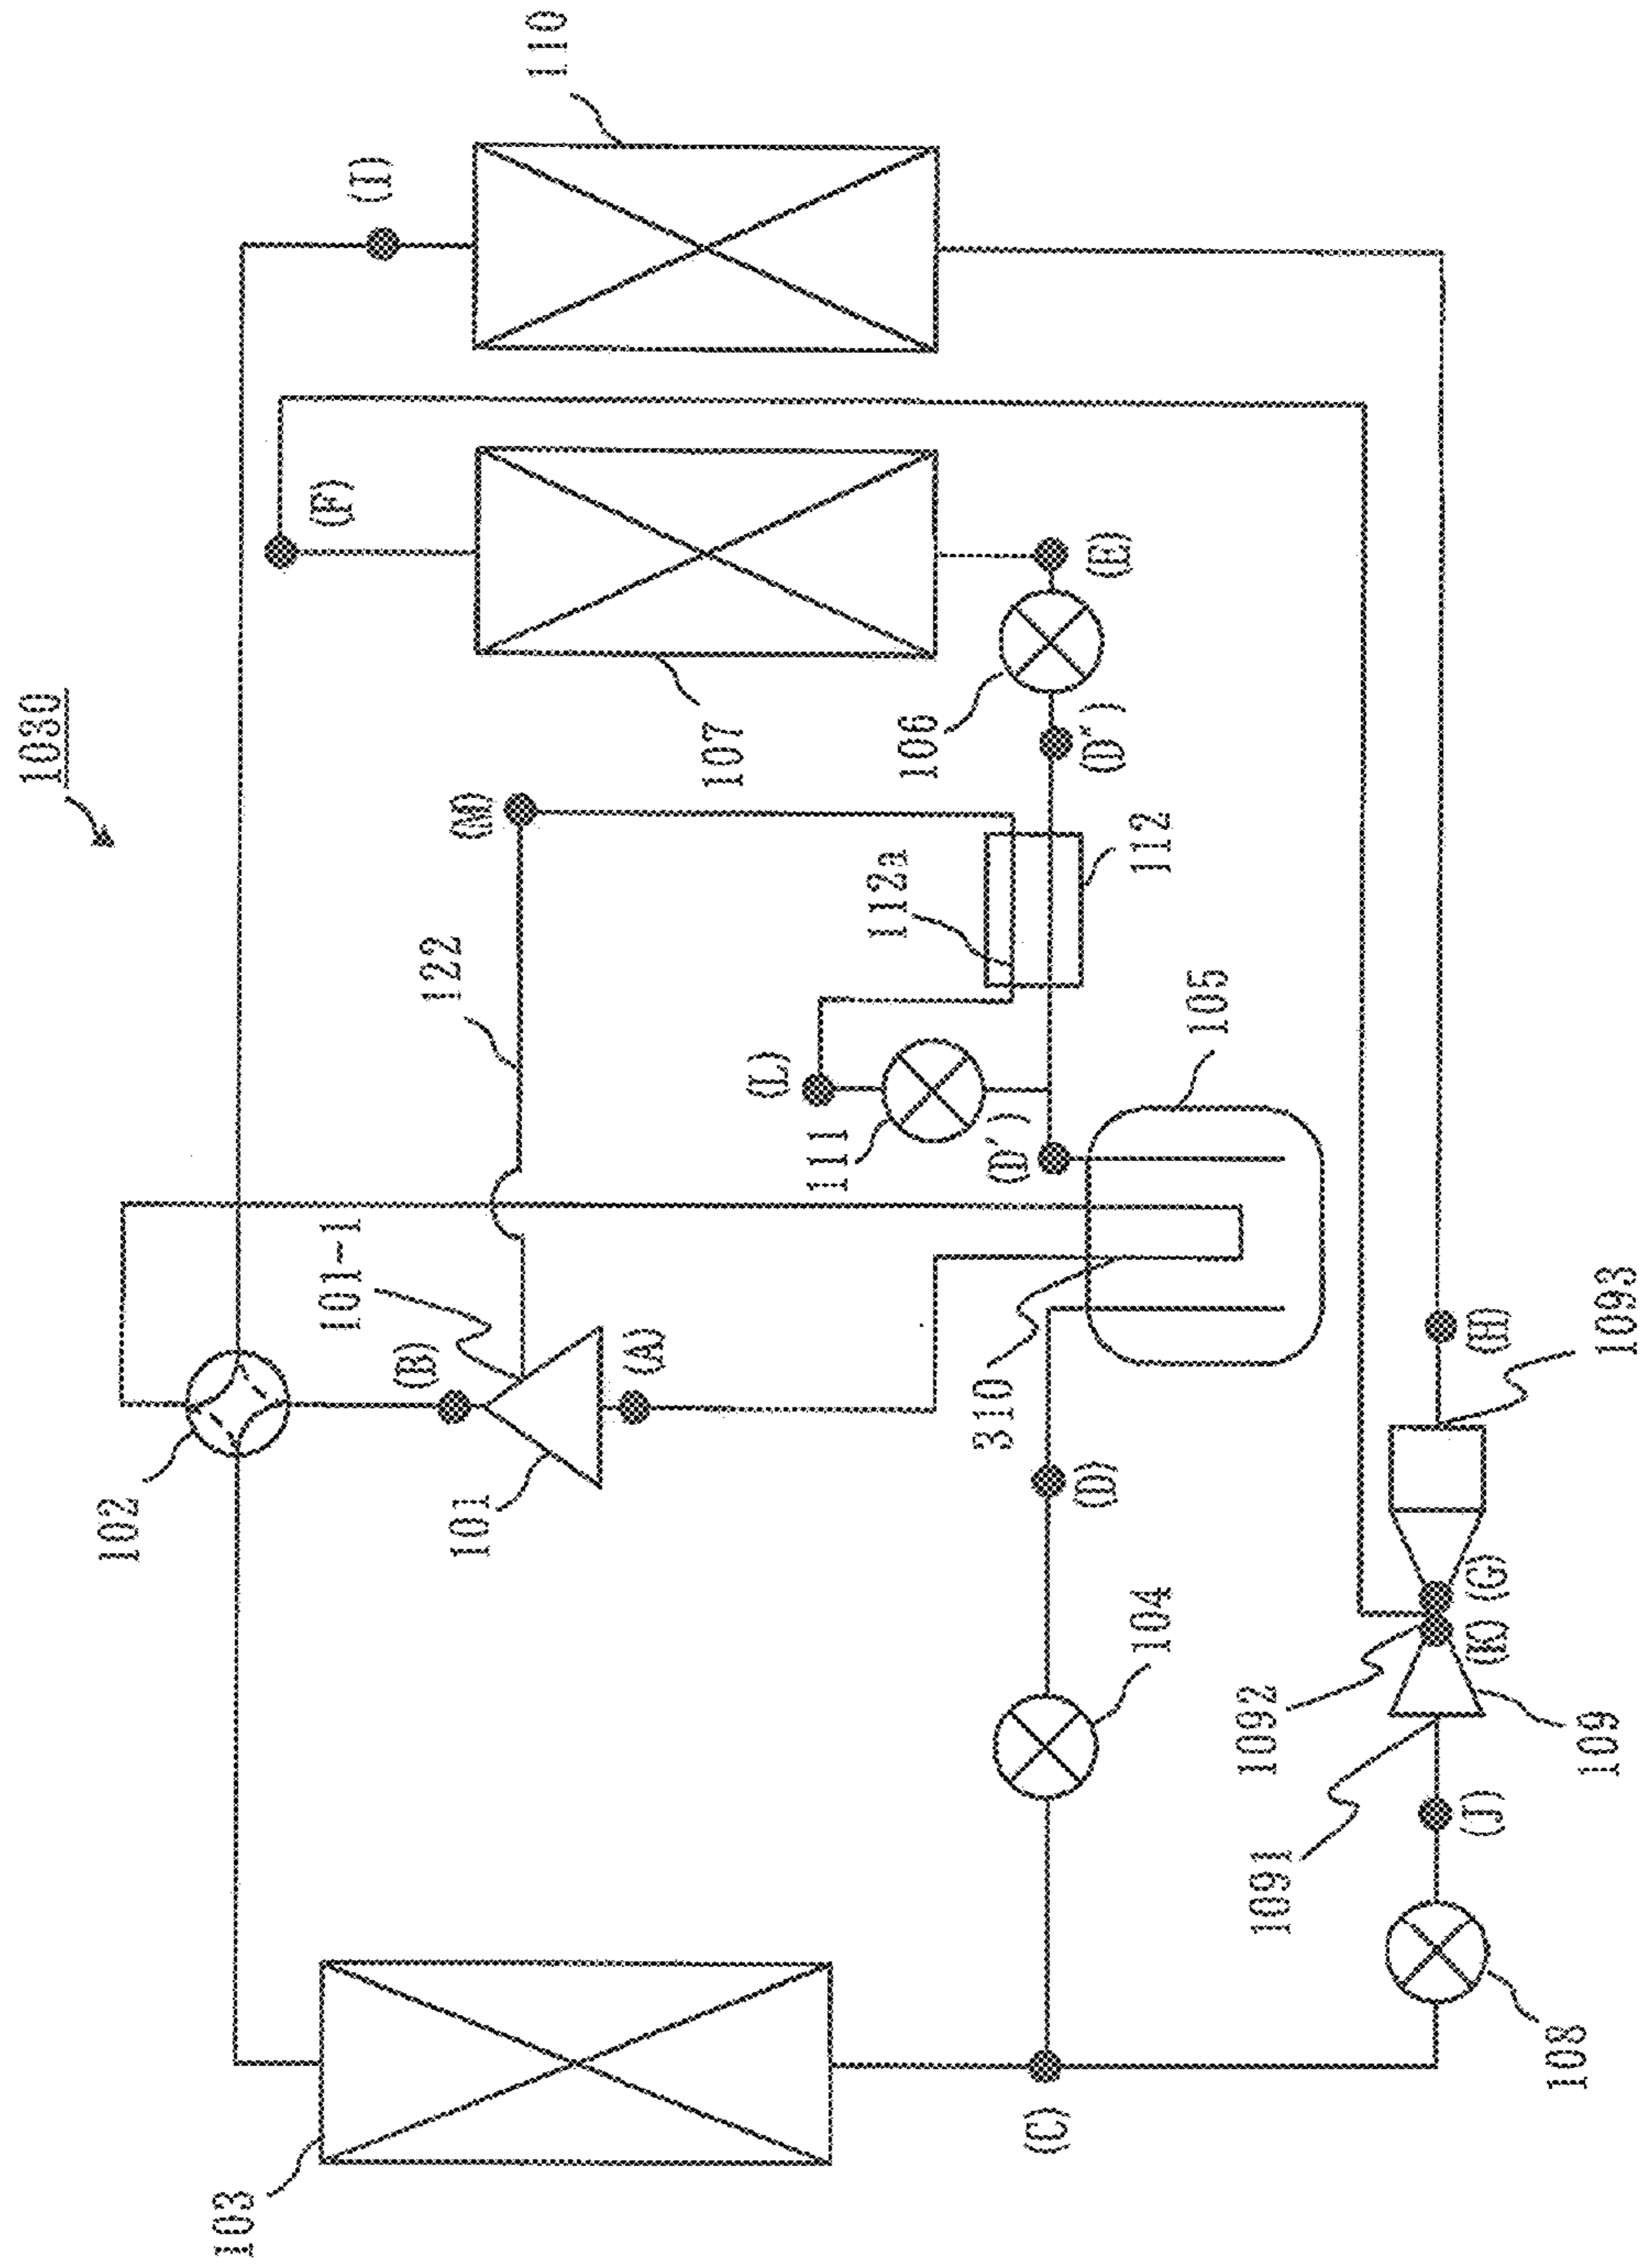 1030
102
103
101-1
(F)
(I)
(B)
122
101
(M)
110
(A)
107
(L)
111
112a
106
310
(D')
(C)
(D)
(D")
(E)
104
112
105
1092
1091
(J)
(K)
(G)
(H)
108
109
1093